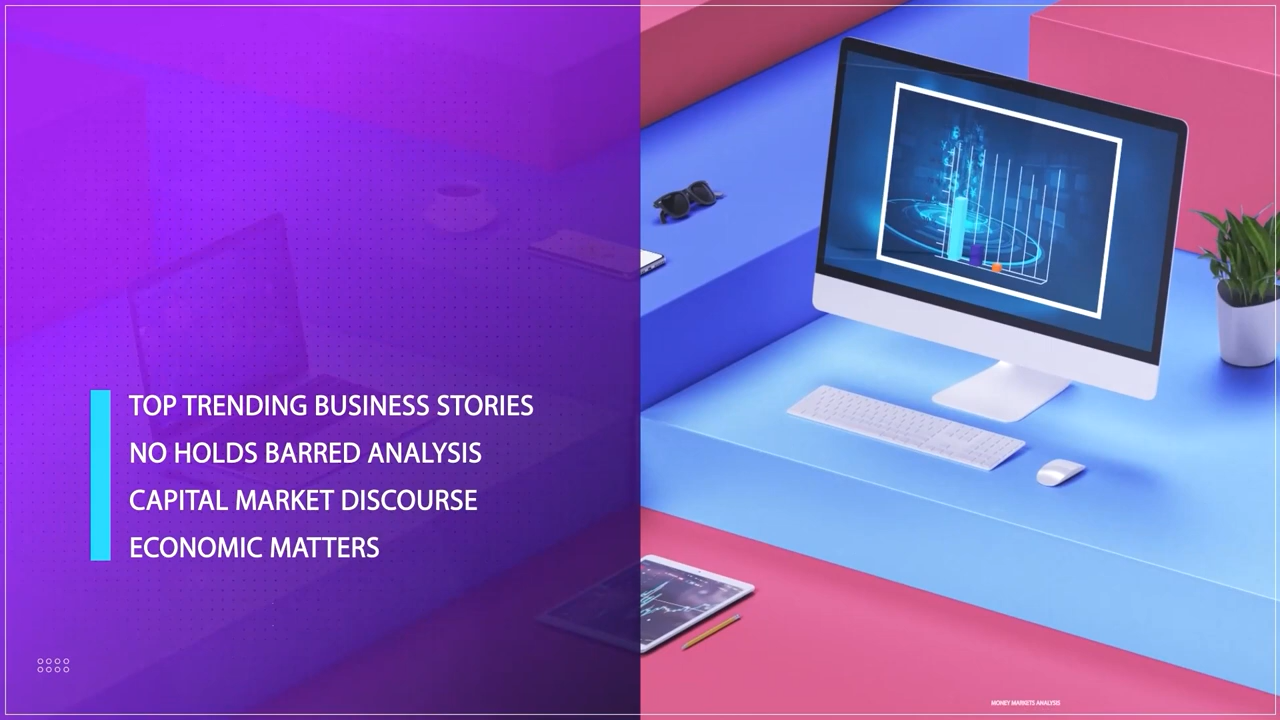 TOP TRENDING BUSINESS STORIES
NO HOLDS BARRED ANALYSIS
CAPITAL MARKET DISCOURSE
ECONOMIC MATTERS
MONEY MARKETS ANALYSIS